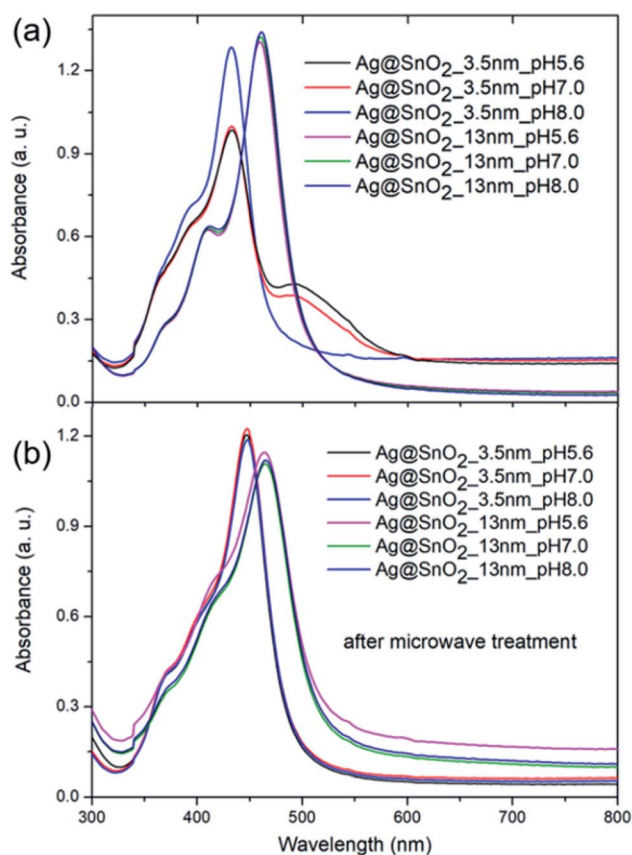 (a)
Absorbance (a. u.)
1.2
0.9
0.6
0.3
0.0
Ag@SnO2_3.5nm_pH5.6
Ag@SnO2_3.5nm_pH7.0
Ag@SnO2_3.5nm_pH8.0
Ag@SnO2_13nm_pH5.6
Ag@SnO2_13nm_pH7.0
Ag@SnO2_13nm_pH8.0
(b)
Absorbance (a. u.)
1.2
0.9
0.6
0.3
0.0
Ag@SnO2_3.5nm_pH5.6
Ag@SnO2_3.5nm_pH7.0
Ag@SnO2_3.5nm_pH8.0
Ag@SnO2_13nm_pH5.6
Ag@SnO2_13nm_pH7.0
Ag@SnO2_13nm_pH8.0
after microwave treatment
300 400 500 600 700 800
Wavelength (nm)